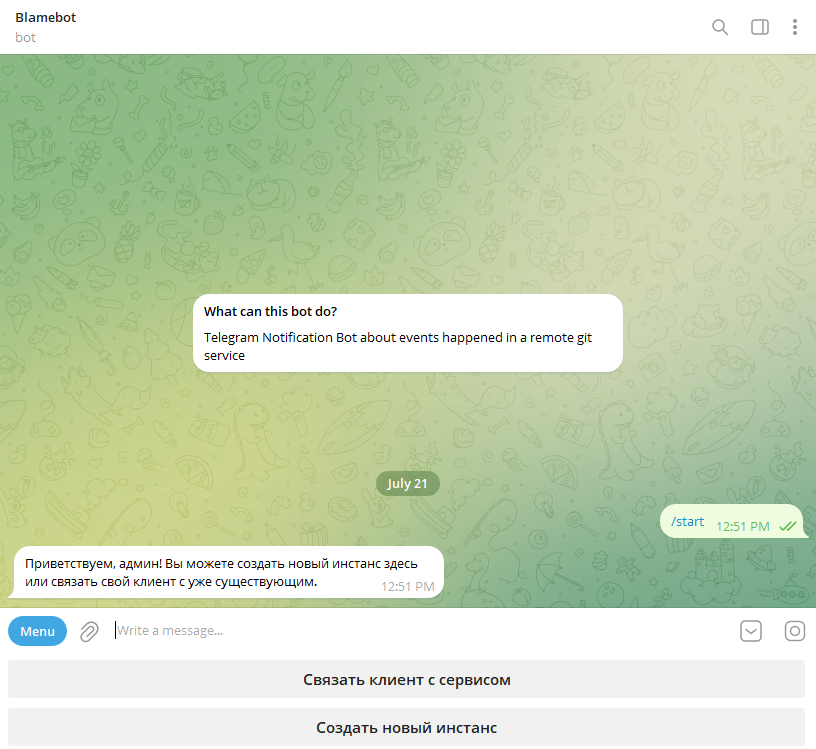 Blamebot
bot
What can this bot do?
Telegram Notification Bot about events happened in a remote git
service
July 21
/start 12:51 PM
Приветствуем, админ! Вы можете создать новый инстанс здесь
или связать свой клиент с уже существующим. 12:51 PM
Menu Write a message...
Связать клиент с сервисом
Создать новый инстанс